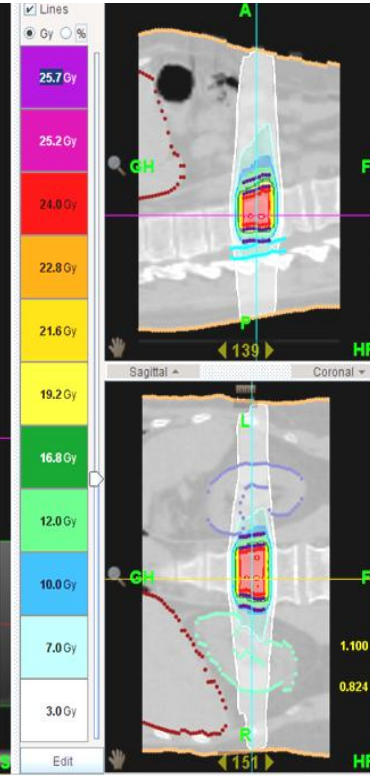 Lines
Gy %
25.7 Gy
25.2 Gy
24.0 Gy
22.8 Gy
21.6 Gy
19.2 Gy
16.8 Gy
12.0 Gy
10.0 Gy
7.0 Gy
3.0 Gy
Edit
S
A
GH F
P
139 HF
Sagittal Coronal
L
GH F
1.100
0.824
R
151 HF